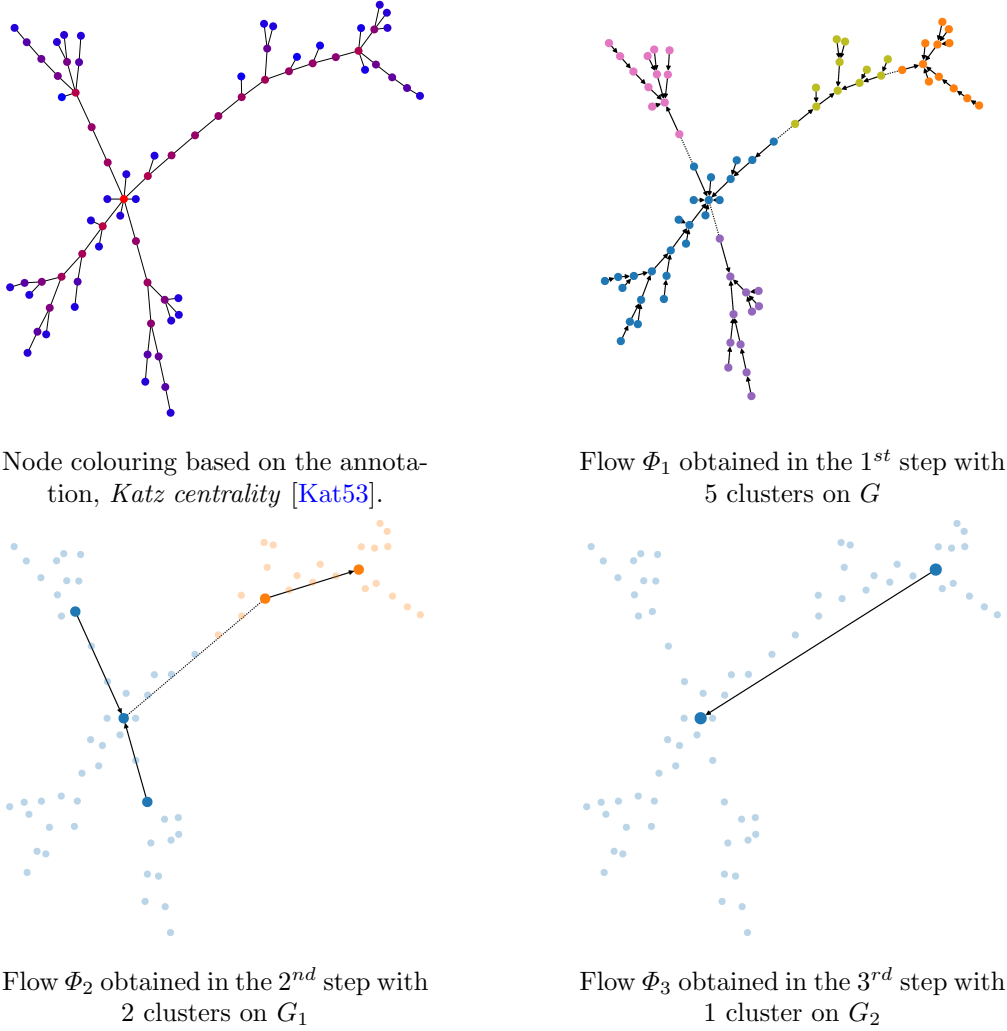 Node colouring based on the annota-
tion, Katz centrality [Kat53].
Flow Φ1 obtained in the 1st step with
5 clusters on G
Flow Φ2 obtained in the 2nd step with
2 clusters on G1
Flow Φ3 obtained in the 3rd step with
1 cluster on G2